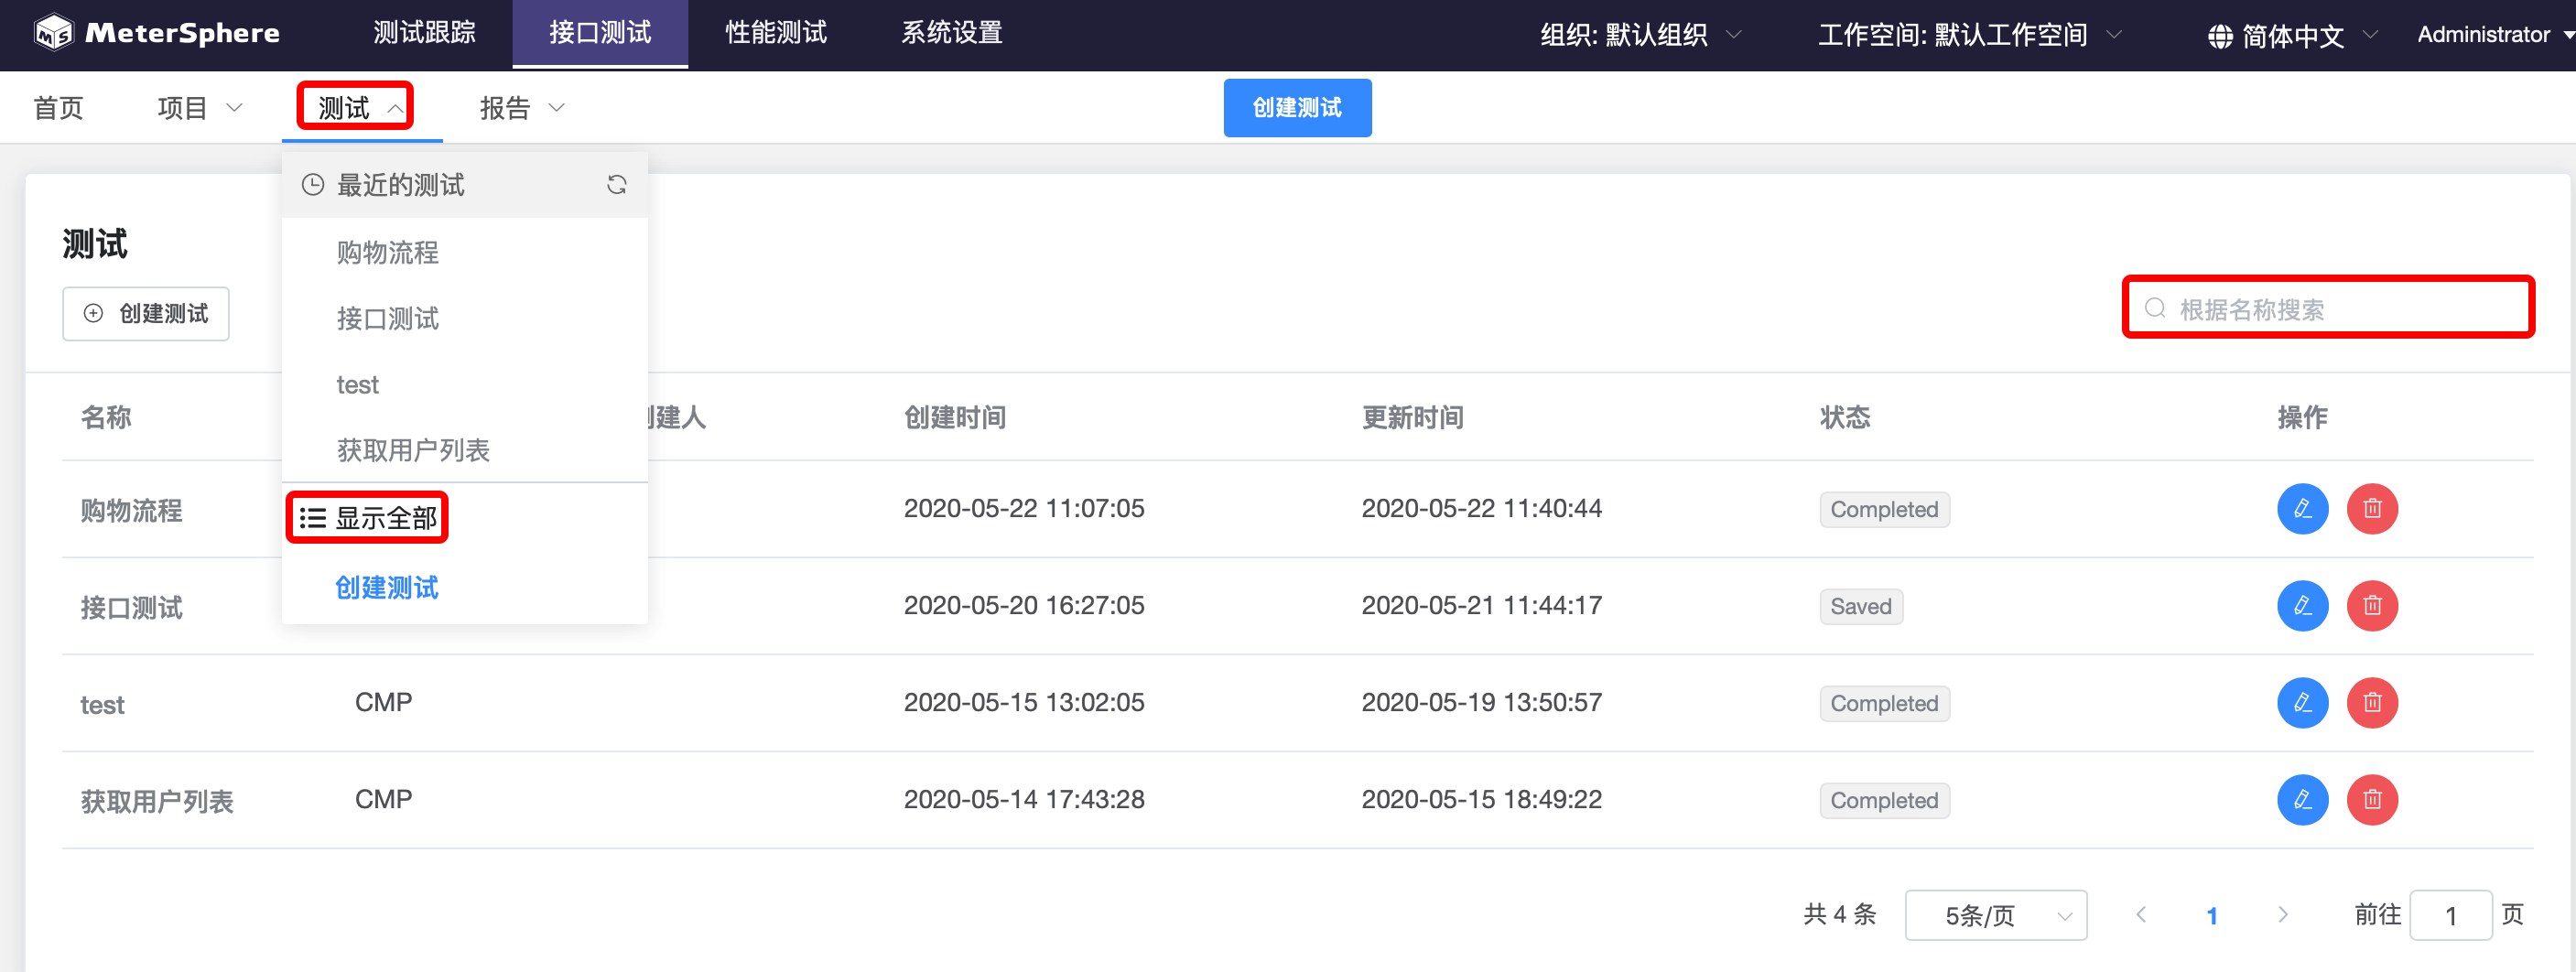 MeterSphere 测试跟踪 接口测试 性能测试 系统设置 组织: 默认组织 工作空间: 默认工作空间 简体中文 Administrator
首页 项目 测试 报告 创建测试
最近的测试
购物流程
接口测试
test
获取用户列表
显示全部
创建测试
测试
创建测试 根据名称搜索
名称 建人 创建时间 更新时间 状态 操作
购物流程 2020-05-22 11:07:05 2020-05-22 11:40:44 Completed
接口测试 2020-05-20 16:27:05 2020-05-21 11:44:17 Saved
test CMP 2020-05-15 13:02:05 2020-05-19 13:50:57 Completed
获取用户列表 CMP 2020-05-14 17:43:28 2020-05-15 18:49:22 Completed
共 4 条 5条/页 1 前往 1 页